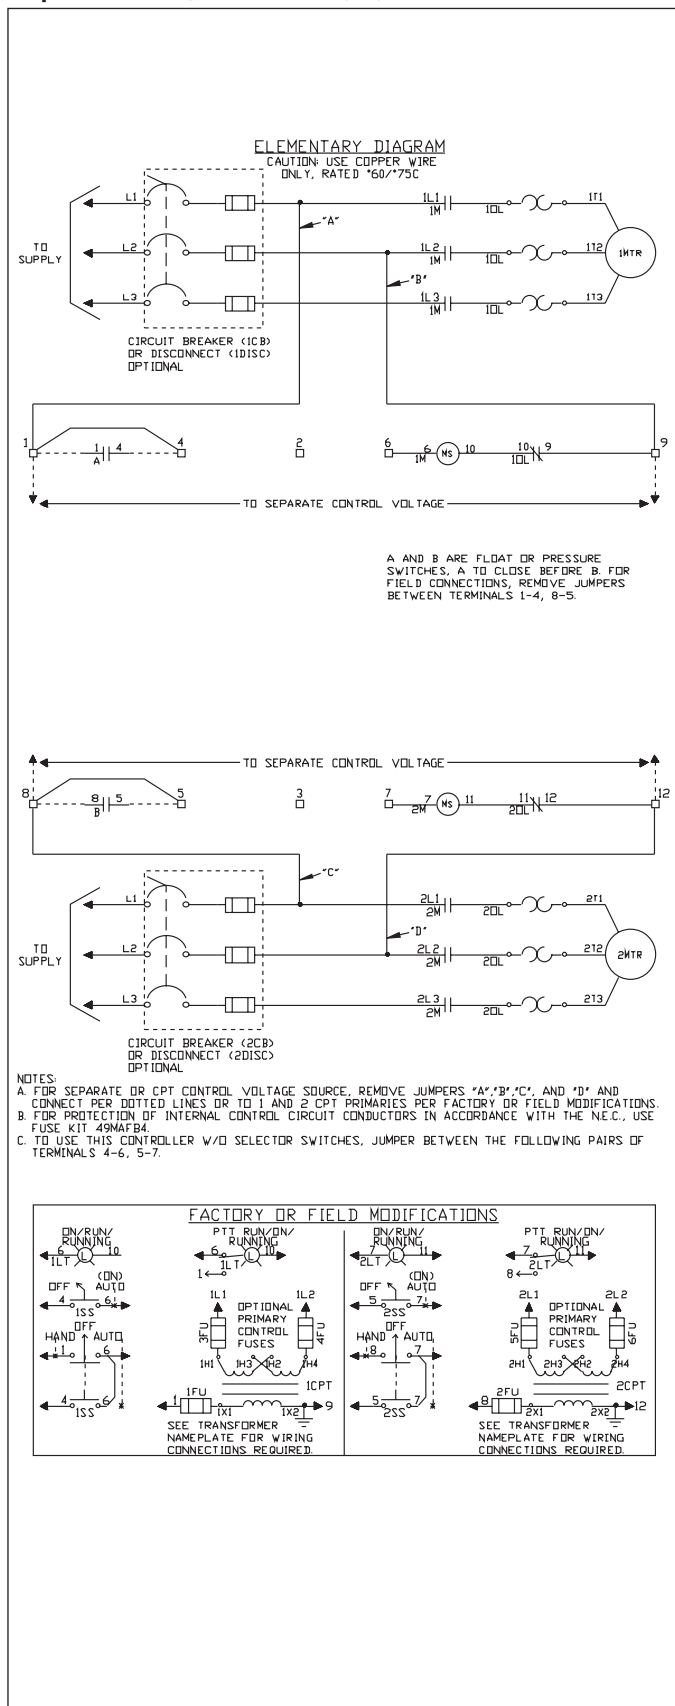 ELEMENTARY DIAGRAM
CAUTION: USE COPPER WIRE
ONLY, RATED °60/°75C
L1
1L1
1M
1OL
1T1
"A"
TO
SUPPLY
L2
1L2
1M
1OL
1T2
1MTR
"B"
L3
1L3
1M
1OL
1T3
CIRCUIT BREAKER (1CB)
OR DISCONNECT (1DISC)
OPTIONAL
1
1 4
A
4
2
6
6
1M
MS
10
10 9
1OL
9
TO SEPARATE CONTROL VOLTAGE
A AND B ARE FLOAT OR PRESSURE
SWITCHES, A TO CLOSE BEFORE B. FOR
FIELD CONNECTIONS, REMOVE JUMPERS
BETWEEN TERMINALS 1-4, 8-5.
TO SEPARATE CONTROL VOLTAGE
8
8 5
B
5
3
7
7
2M
MS
11
11 12
2OL
12
"C"
L1
2L1
2M
2OL
2T1
"D"
TO
SUPPLY
L2
2L2
2M
2OL
2T2
2MTR
L3
2L3
2M
2OL
2T3
CIRCUIT BREAKER (2CB)
OR DISCONNECT (2DISC)
OPTIONAL
NOTES:
A. FOR SEPARATE OR CPT CONTROL VOLTAGE SOURCE, REMOVE JUMPERS "A","B","C", AND "D" AND
CONNECT PER DOTTED LINES OR TO 1 AND 2 CPT PRIMARIES PER FACTORY OR FIELD MODIFICATIONS.
B. FOR PROTECTION OF INTERNAL CONTROL CIRCUIT CONDUCTORS IN ACCORDANCE WITH THE N.E.C., USE
FUSE KIT 49MAFB4.
C. TO USE THIS CONTROLLER W/O SELECTOR SWITCHES, JUMPER BETWEEN THE FOLLOWING PAIRS OF
TERMINALS 4-6, 5-7.
FACTORY OR FIELD MODIFICATIONS
ON/RUN/
RUNNING
6 L 10
1LT
OFF
(ON)
AUTO
4 6
1SS
OFF
HAND AUTO
1 6
4 6
1SS
PTT RUN/ON/
RUNNING
6 L 10
1LT
1
1L1 1L2
3FU
OPTIONAL
PRIMARY
CONTROL
FUSES
4FU
1H1 1H3 1H2 1H4
1CPT
1 1FU 9
1X1 1X2
SEE TRANSFORMER
NAMEPLATE FOR WIRING
CONNECTIONS REQUIRED.
ON/RUN/
RUNNING
7 L 11
2LT
OFF
(ON)
AUTO
5 7
2SS
OFF
HAND AUTO
8 7
5 7
2SS
PTT RUN/ON/
RUNNING
7 L 11
2LT
8
2L1 2L2
5FU
OPTIONAL
PRIMARY
CONTROL
FUSES
6FU
2H1 2H3 2H2 2H4
2CPT
8 2FU 12
2X1 2X2
SEE TRANSFORMER
NAMEPLATE FOR WIRING
CONNECTIONS REQUIRED.